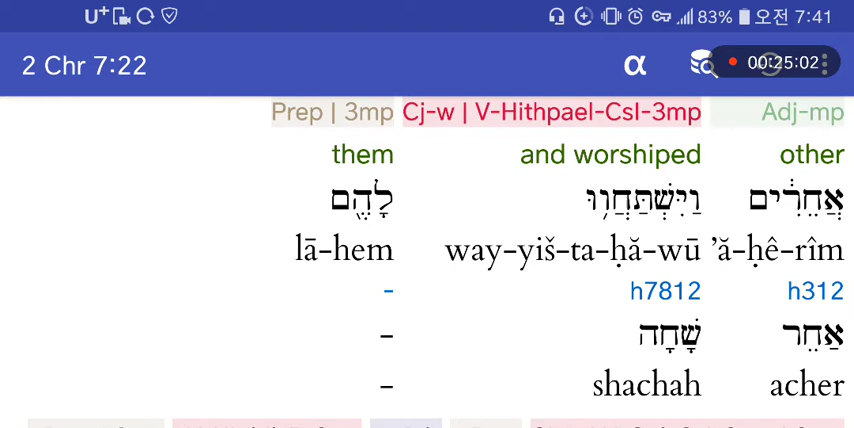 U+ 83% 오전 7:41
2 Chr 7:22 α 00:25:02
Prep | 3mp Cj-w | V-Hithpael-CsI-3mp Adj-mp
them and worshiped other
אֲחֵרִ֔ים וַיִּשְׁתַּחֲו֥וּ לָהֶ֖ם
lā-hem way-yiš-ta-ḥă-wū ’ă-ḥê-rîm
- h7812 h312
אַחֵר שָׁחָה -
- shachah acher